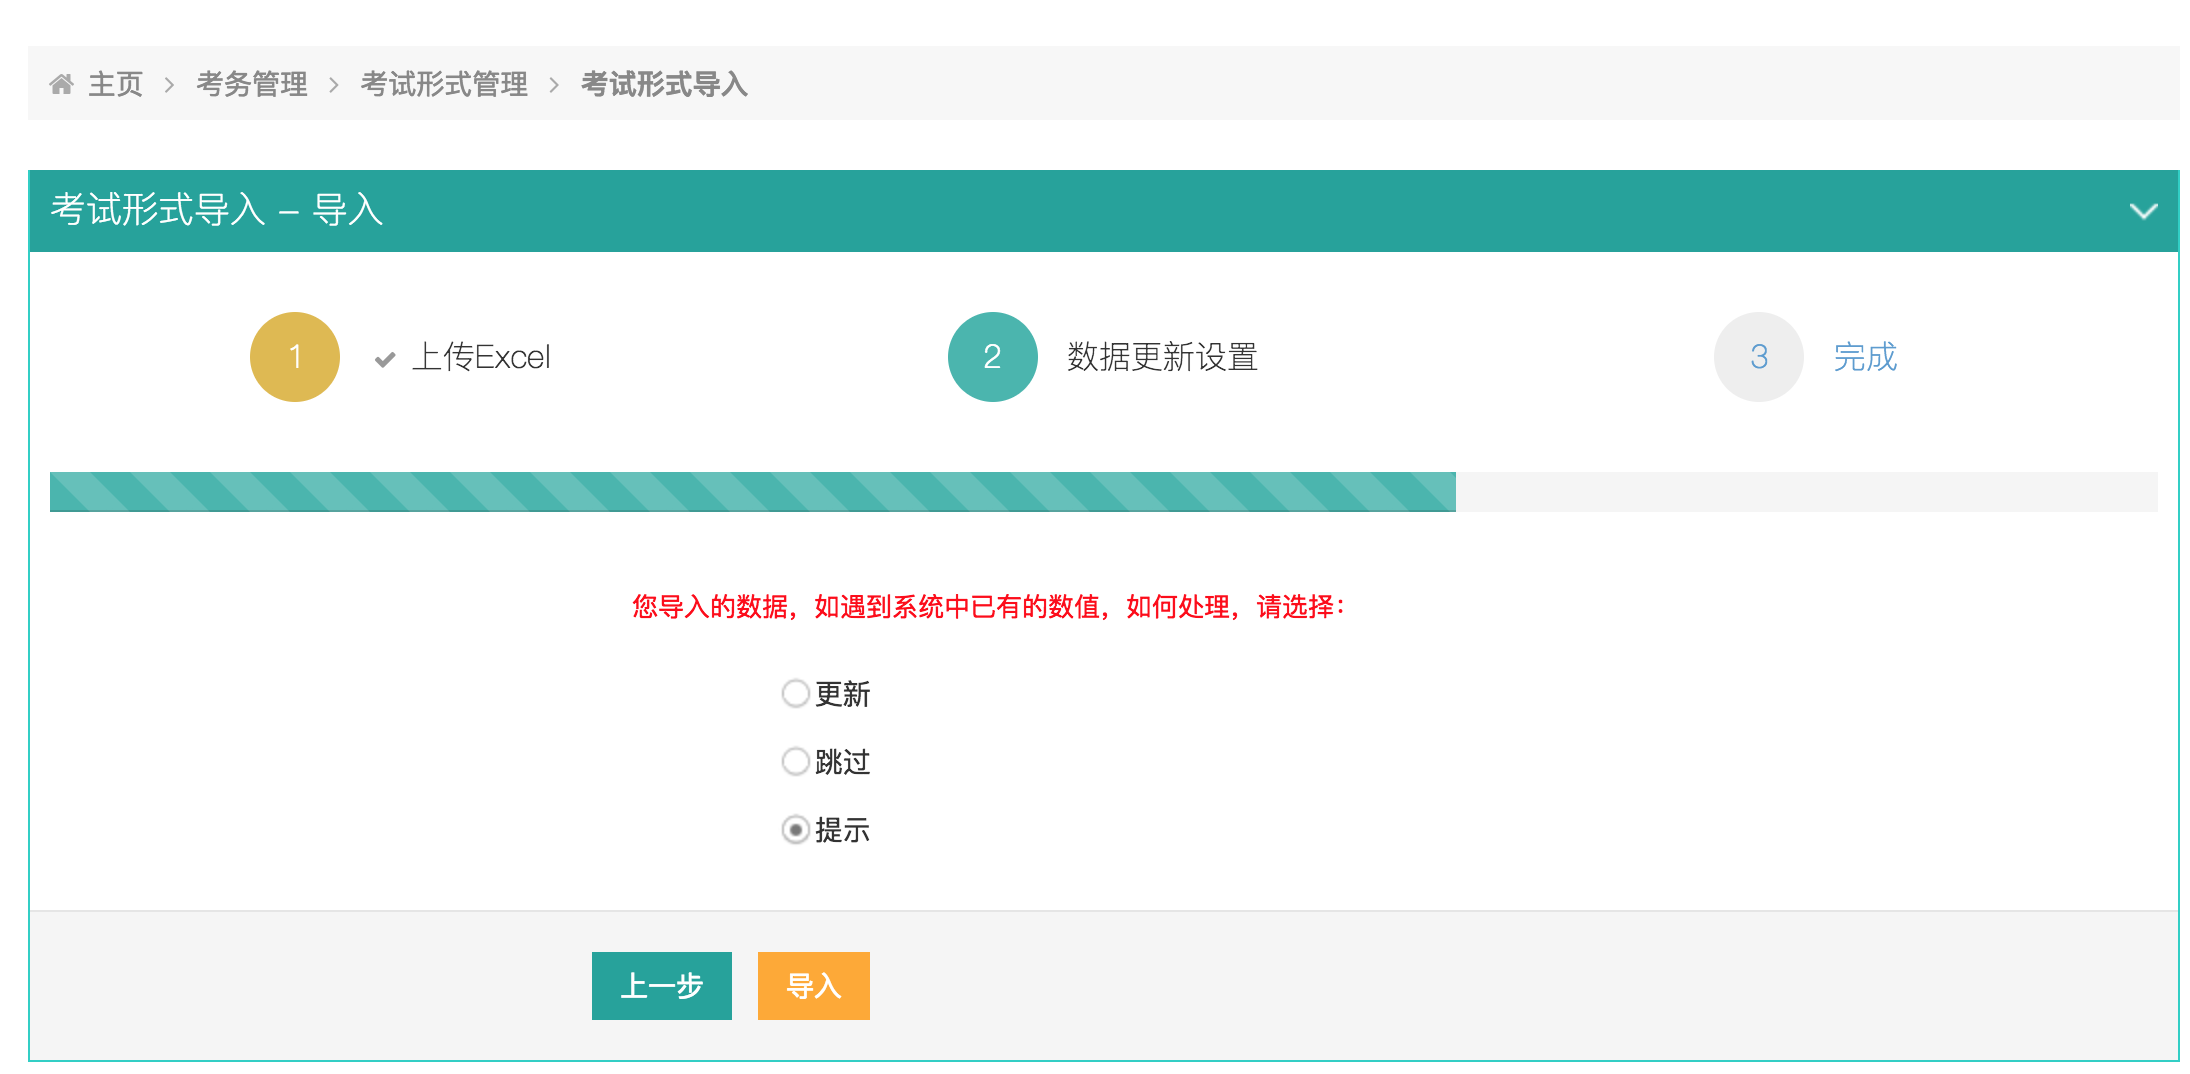 主页 > 考务管理 > 考试形式管理 > 考试形式导入
考试形式导入 – 导入
1 上传Excel
2 数据更新设置
3 完成
您导入的数据，如遇到系统中已有的数值，如何处理，请选择：
更新
跳过
提示
上一步 导入